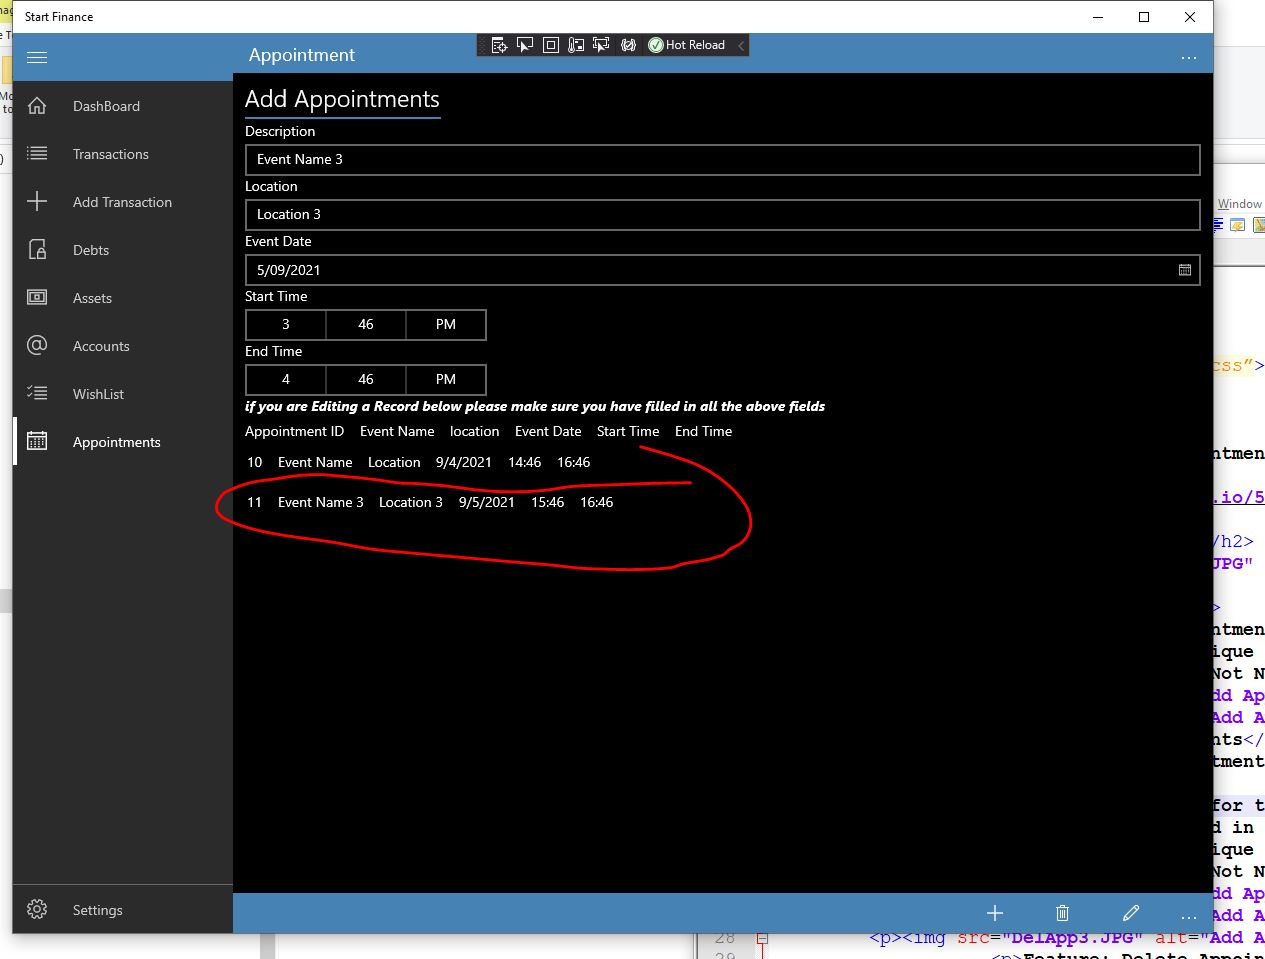 Start Finance
Appointment
Hot Reload
DashBoard
Transactions
Add Transaction
Debts
Assets
Accounts
WishList
Appointments
Settings
Add Appointments
Description
Event Name 3
Location
Location 3
Event Date
5/09/2021
Start Time
3 46 PM
End Time
4 46 PM
if you are Editing a Record below please make sure you have filled in all the above fields
Appointment ID Event Name location Event Date Start Time End Time
10 Event Name Location 9/4/2021 14:46 16:46
11 Event Name 3 Location 3 9/5/2021 15:46 16:46
Window
css">
ntmen
.io/5
/h2>
JPG"
>
ntmen
ique
Not N
dd Ap
Add A
nts</
tment
for t
d in
ique
Not N
dd Ap
Add A
28 <p><img src="DelApp3.JPG" alt="Add A